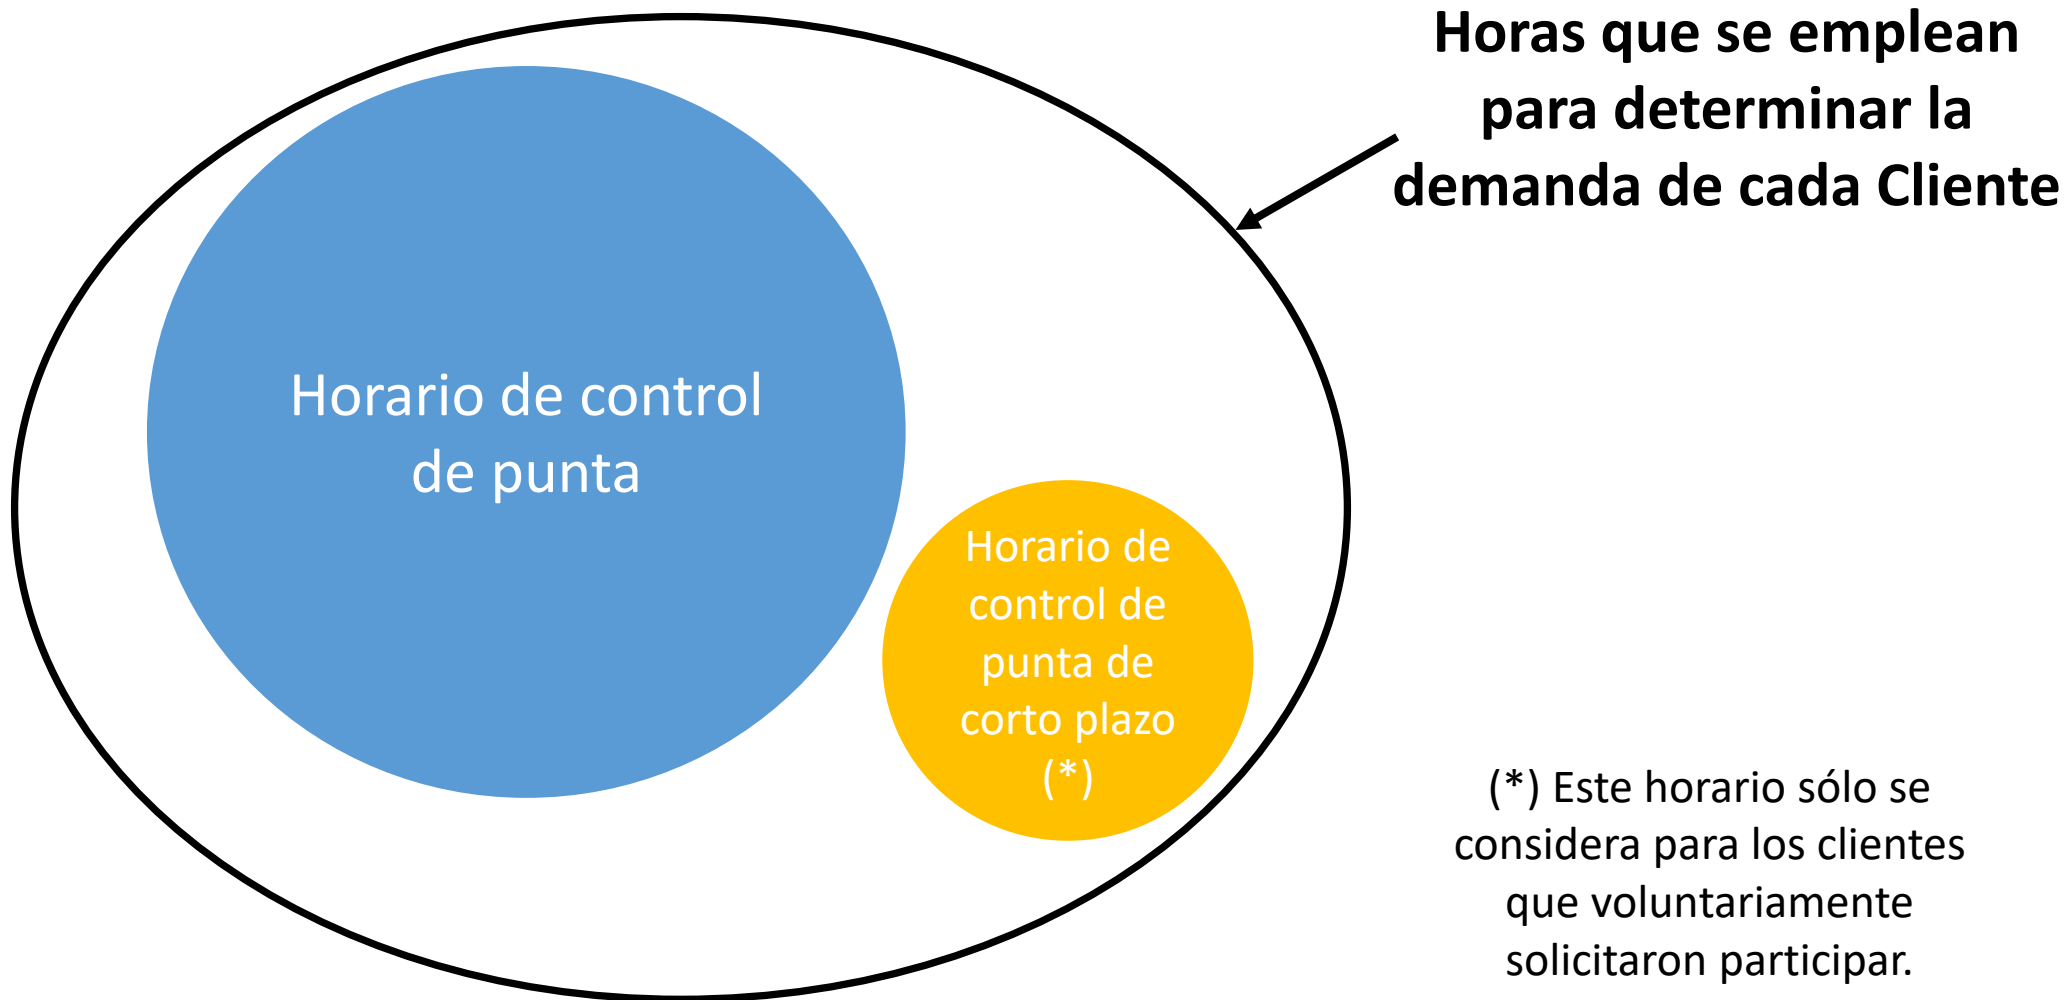 Horas que se emplean
para determinar la
demanda de cada Cliente
Horario de control
de punta
Horario de
control de
punta de
corto plazo
(*)
(*) Este horario sólo se
considera para los clientes
que voluntariamente
solicitaron participar.